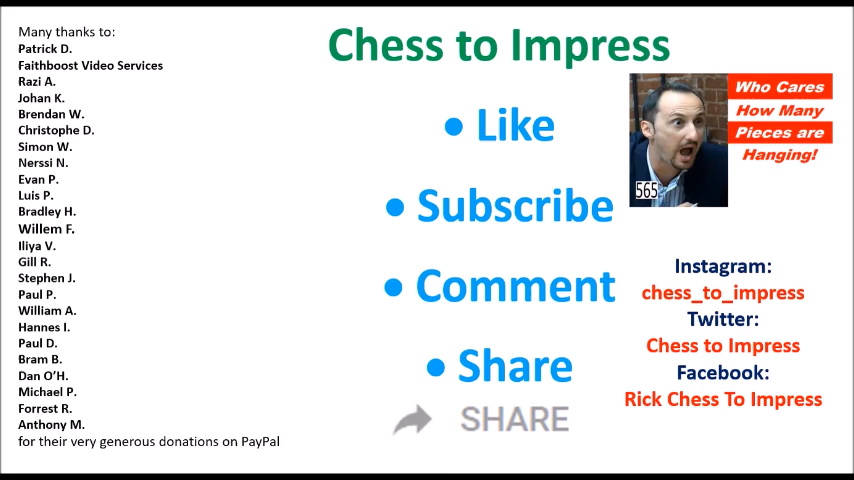 Many thanks to:
Patrick D.
Faithboost Video Services
Razi A.
Johan K.
Brendan W.
Christophe D.
Simon W.
Nerssi N.
Evan P.
Luis P.
Bradley H.
Willem F.
Iliya V.
Gill R.
Stephen J.
Paul P.
William A.
Hannes I.
Paul D.
Bram B.
Dan O'H.
Michael P.
Forrest R.
Anthony M.
for their very generous donations on PayPal
Chess to Impress
• Like
• Subscribe
• Comment
• Share
SHARE
Who Cares
How Many
Pieces are
Hanging!
565
Instagram:
chess_to_impress
Twitter:
Chess to Impress
Facebook:
Rick Chess To Impress